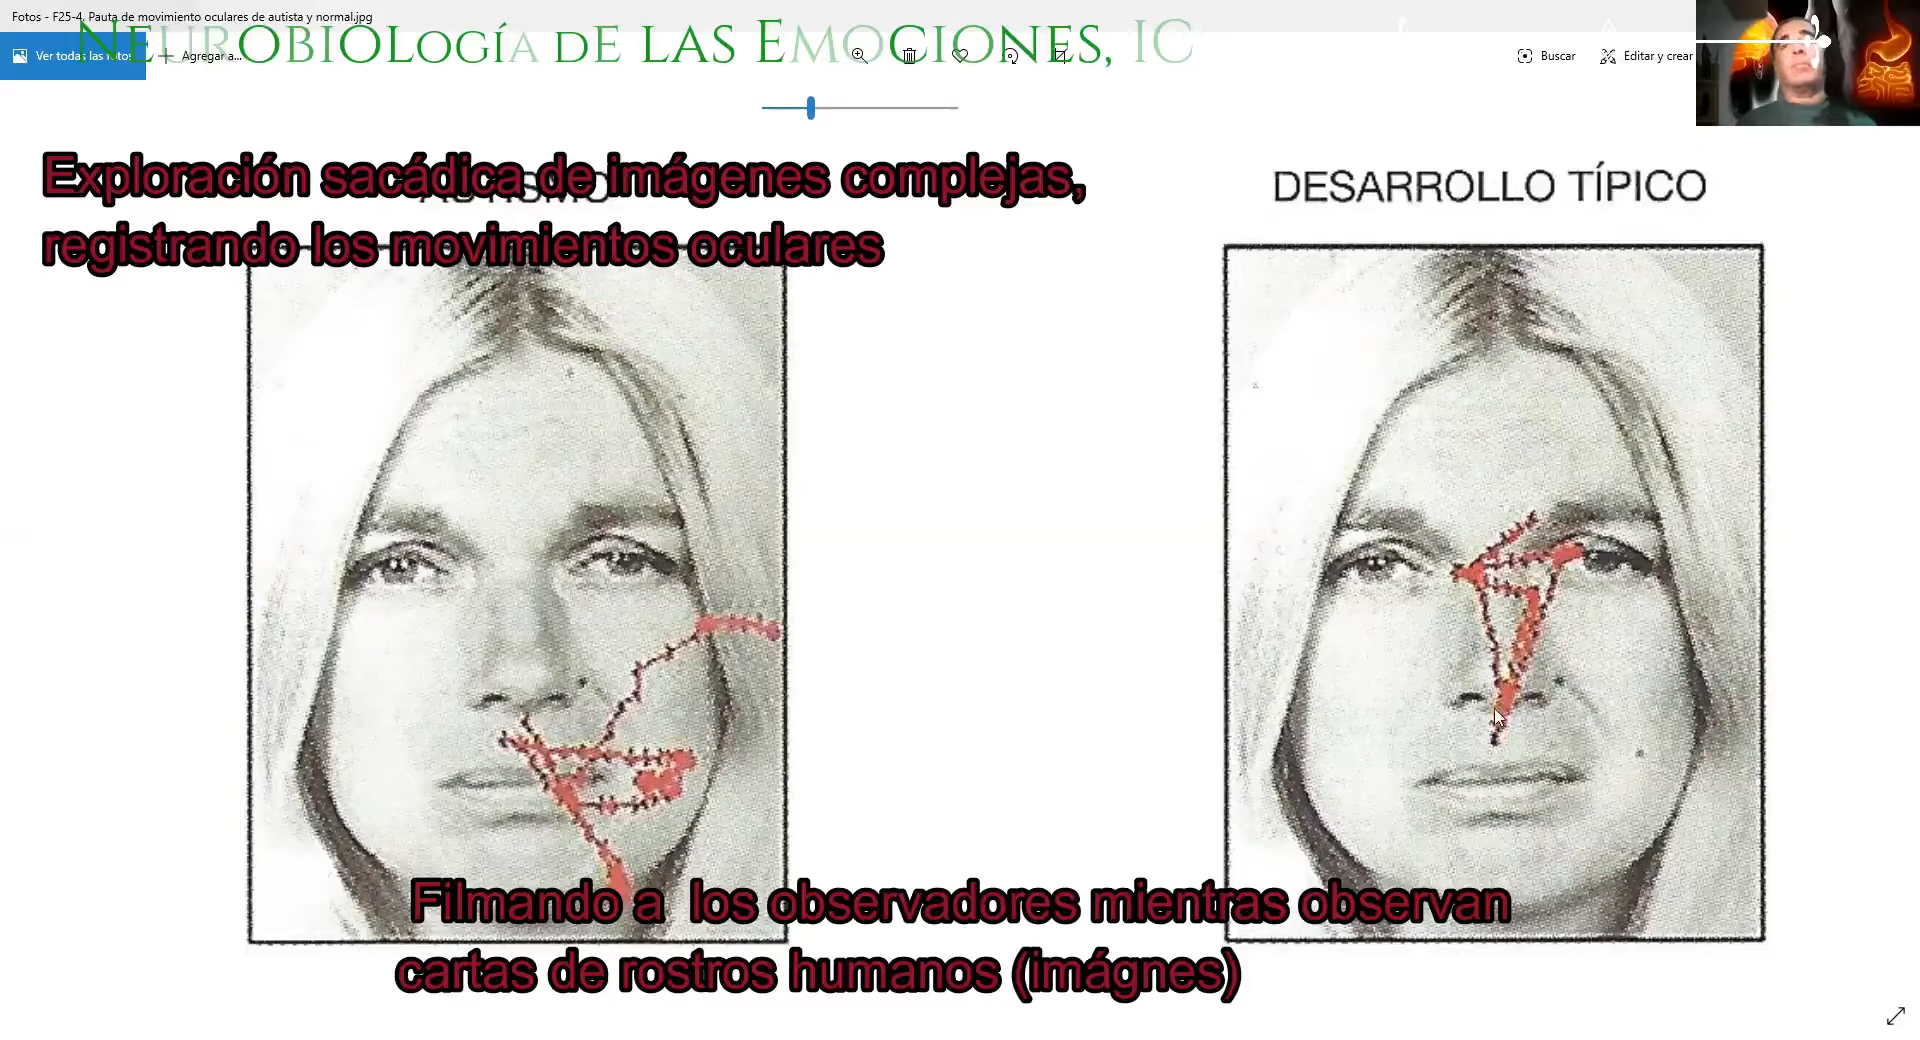 Fotos - F25-4. Pauta de movimiento oculares de autista y normal.jpg
NEUROBIOLOGÍA DE LAS EMOCIONES, IC
Ver todas las fotos
Agregar a...
Buscar
Editar y crear
Exploración sacádica de imágenes complejas,
registrando los movimientos oculares
AUTISMO
DESARROLLO TÍPICO
Filmando a los observadores mientras observan
cartas de rostros humanos (imágnes)